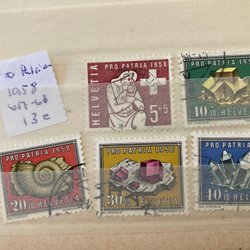 Pro Patria
1958
657-66
13 e
PRO PATRIA 1958
HELVETIA
5+5
PRO PATRIA 1958
HELVETIA
10+10
PRO PATRIA 1958
HELVETIA
20+10
PRO PATRIA 1958
HELVETIA
30+10
PRO PATRIA 1958
HELVETIA
40+10